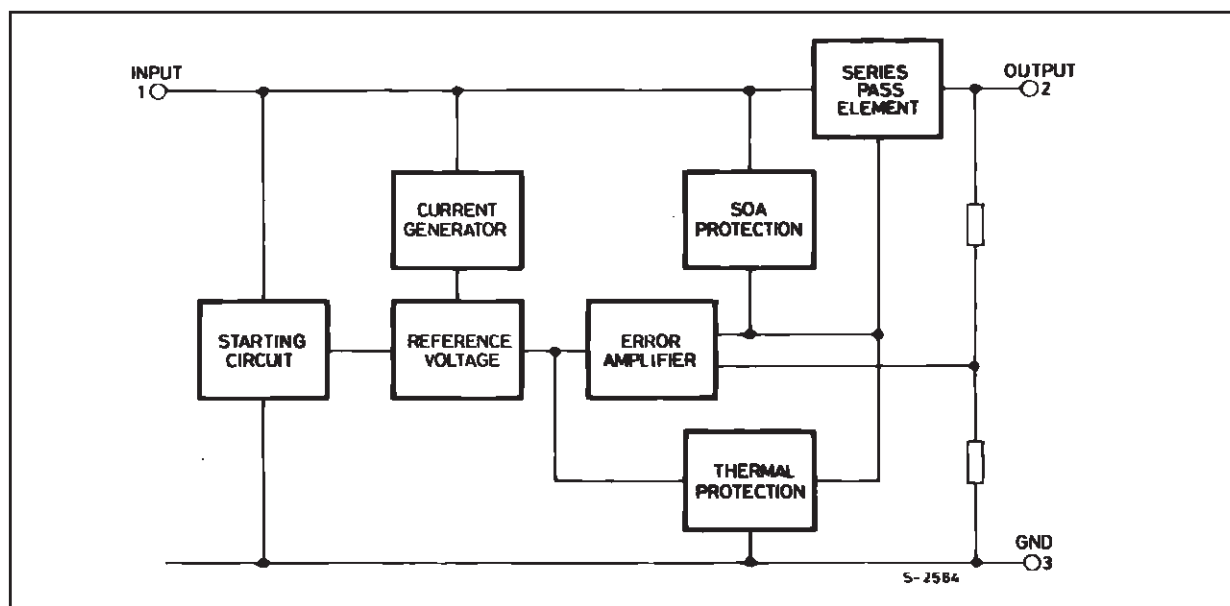 INPUT
1
SERIES
PASS
ELEMENT
OUTPUT
2
CURRENT
GENERATOR
SOA
PROTECTION
STARTING
CIRCUIT
REFERENCE
VOLTAGE
ERROR
AMPLIFIER
THERMAL
PROTECTION
GND
3
S-2564